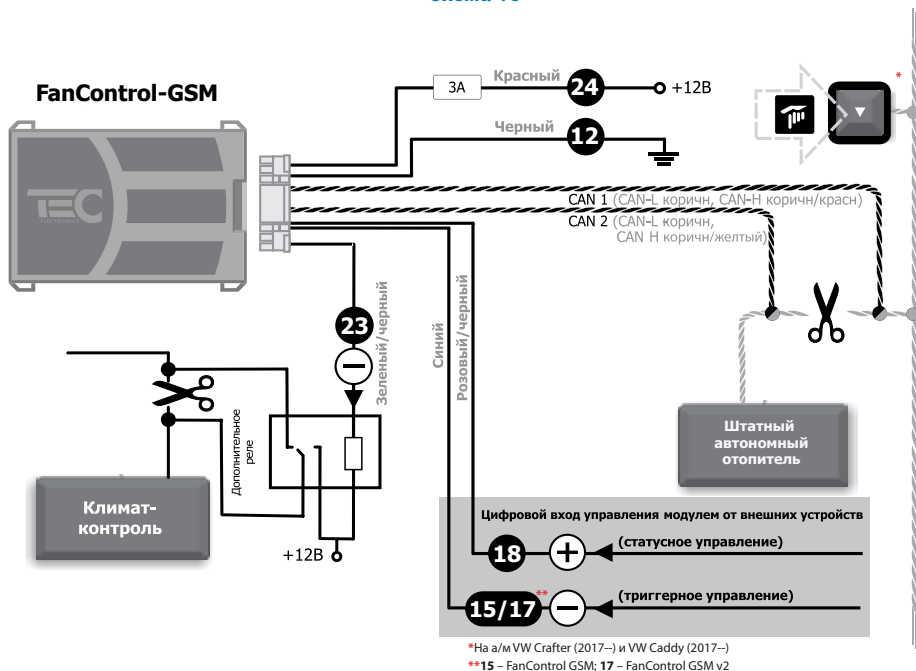 FanControl-GSM
TEC
ELECTRONICS
3А
Красный
24
+12В
*
Черный
12
CAN 1 (CAN-L коричн, CAN-H коричн/красн)
CAN 2 (CAN-L коричн,
CAN H коричн/желтый)
23
Зеленый/черный
Синий
Розовый/черный
Дополнительное
реле
Климат-
контроль
+12В
Штатный
автономный
отопитель
Цифровой вход управления модулем от внешних устройств
18
+
(статусное управление)
15/17
**
−
(триггерное управление)
*На а/м VW Crafter (2017--) и VW Caddy (2017--)
**15 – FanControl GSM; 17 – FanControl GSM v2